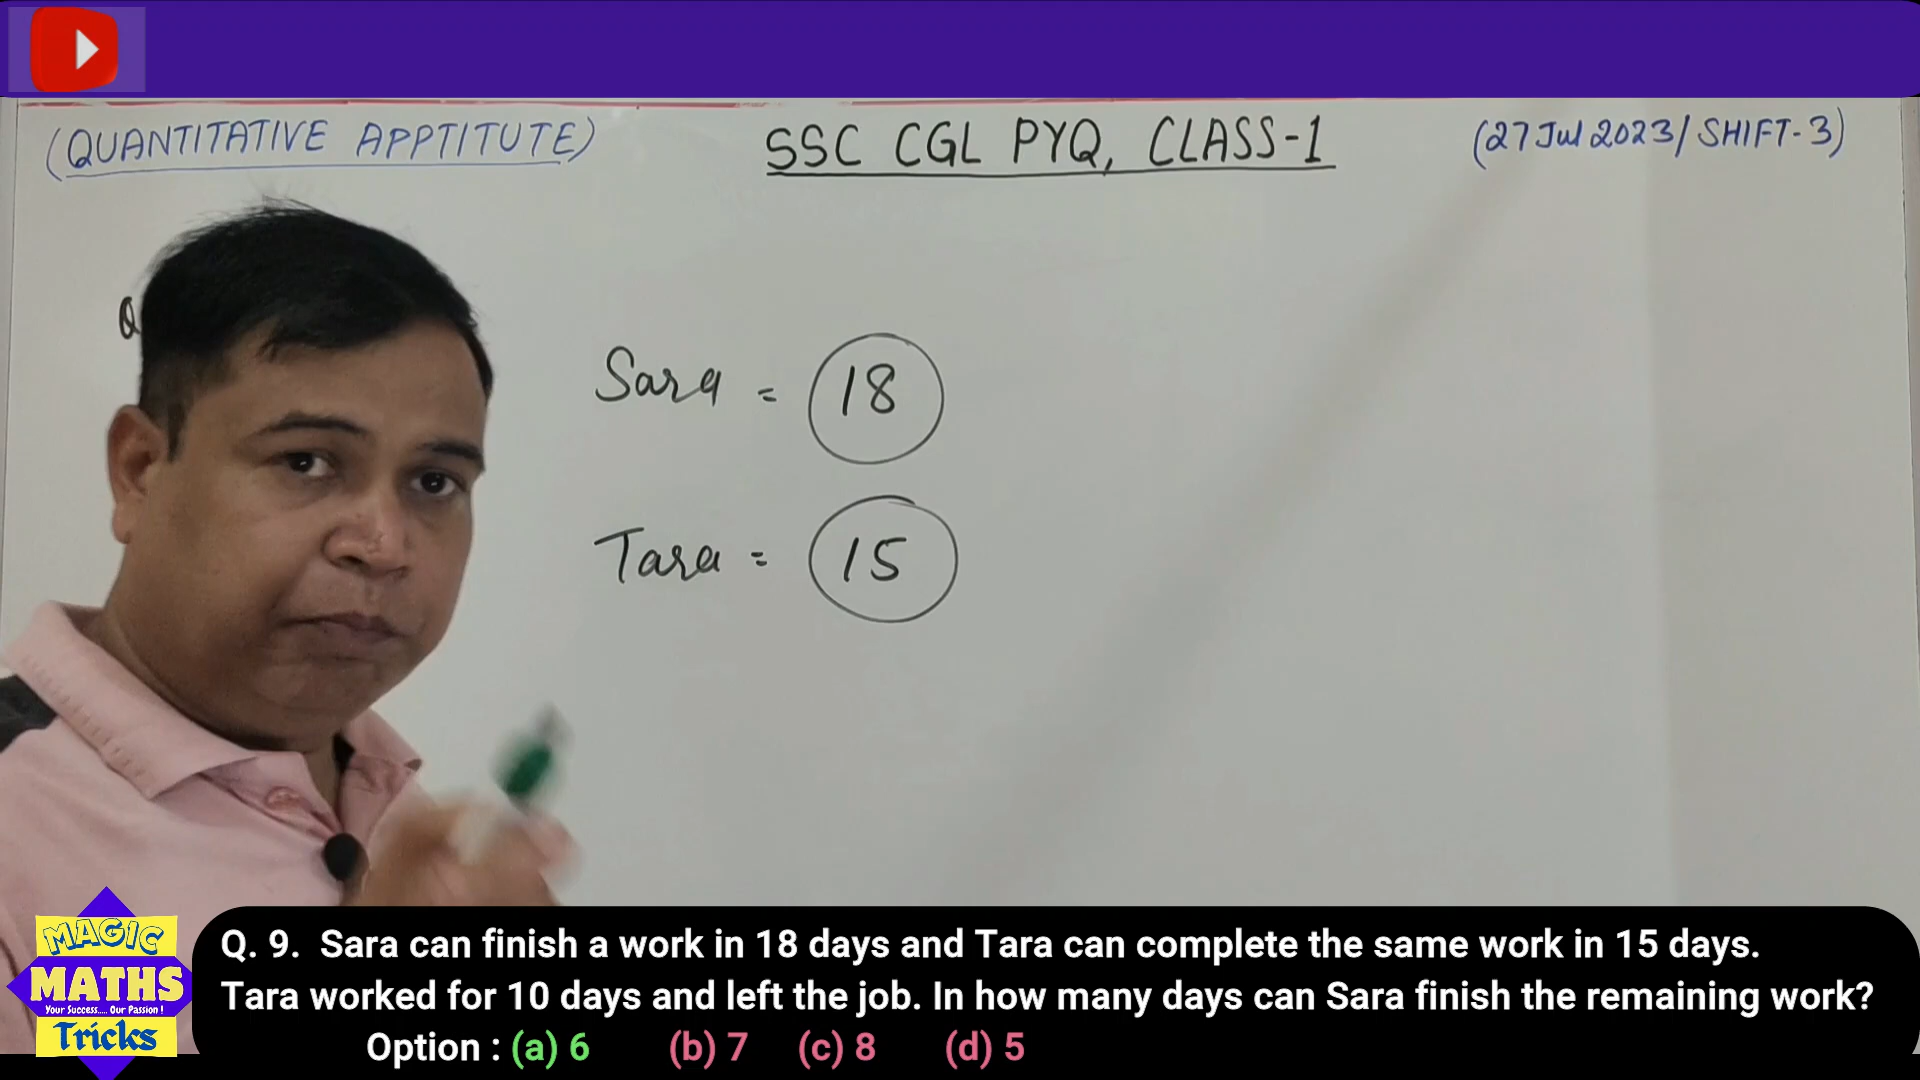 (QUANTITATIVE APPTITUTE)
SSC CGL PYQ, CLASS-1
(27 Jul 2023/ SHIFT-3)
Q
Sara = 18
Tara = 15
MAGIC
MATHS
Your Success.... Our Passion !
Tricks
Q. 9. Sara can finish a work in 18 days and Tara can complete the same work in 15 days.
Tara worked for 10 days and left the job. In how many days can Sara finish the remaining work?
Option : (a) 6 (b) 7 (c) 8 (d) 5